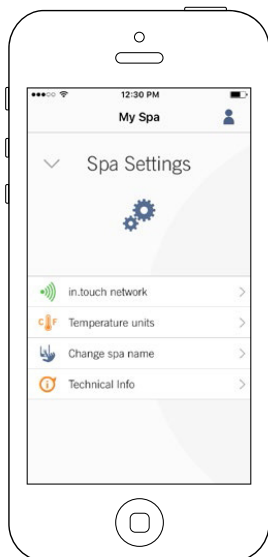 12:30 PM
My Spa
Spa Settings
in.touch network
C F Temperature units
Change spa name
Technical Info